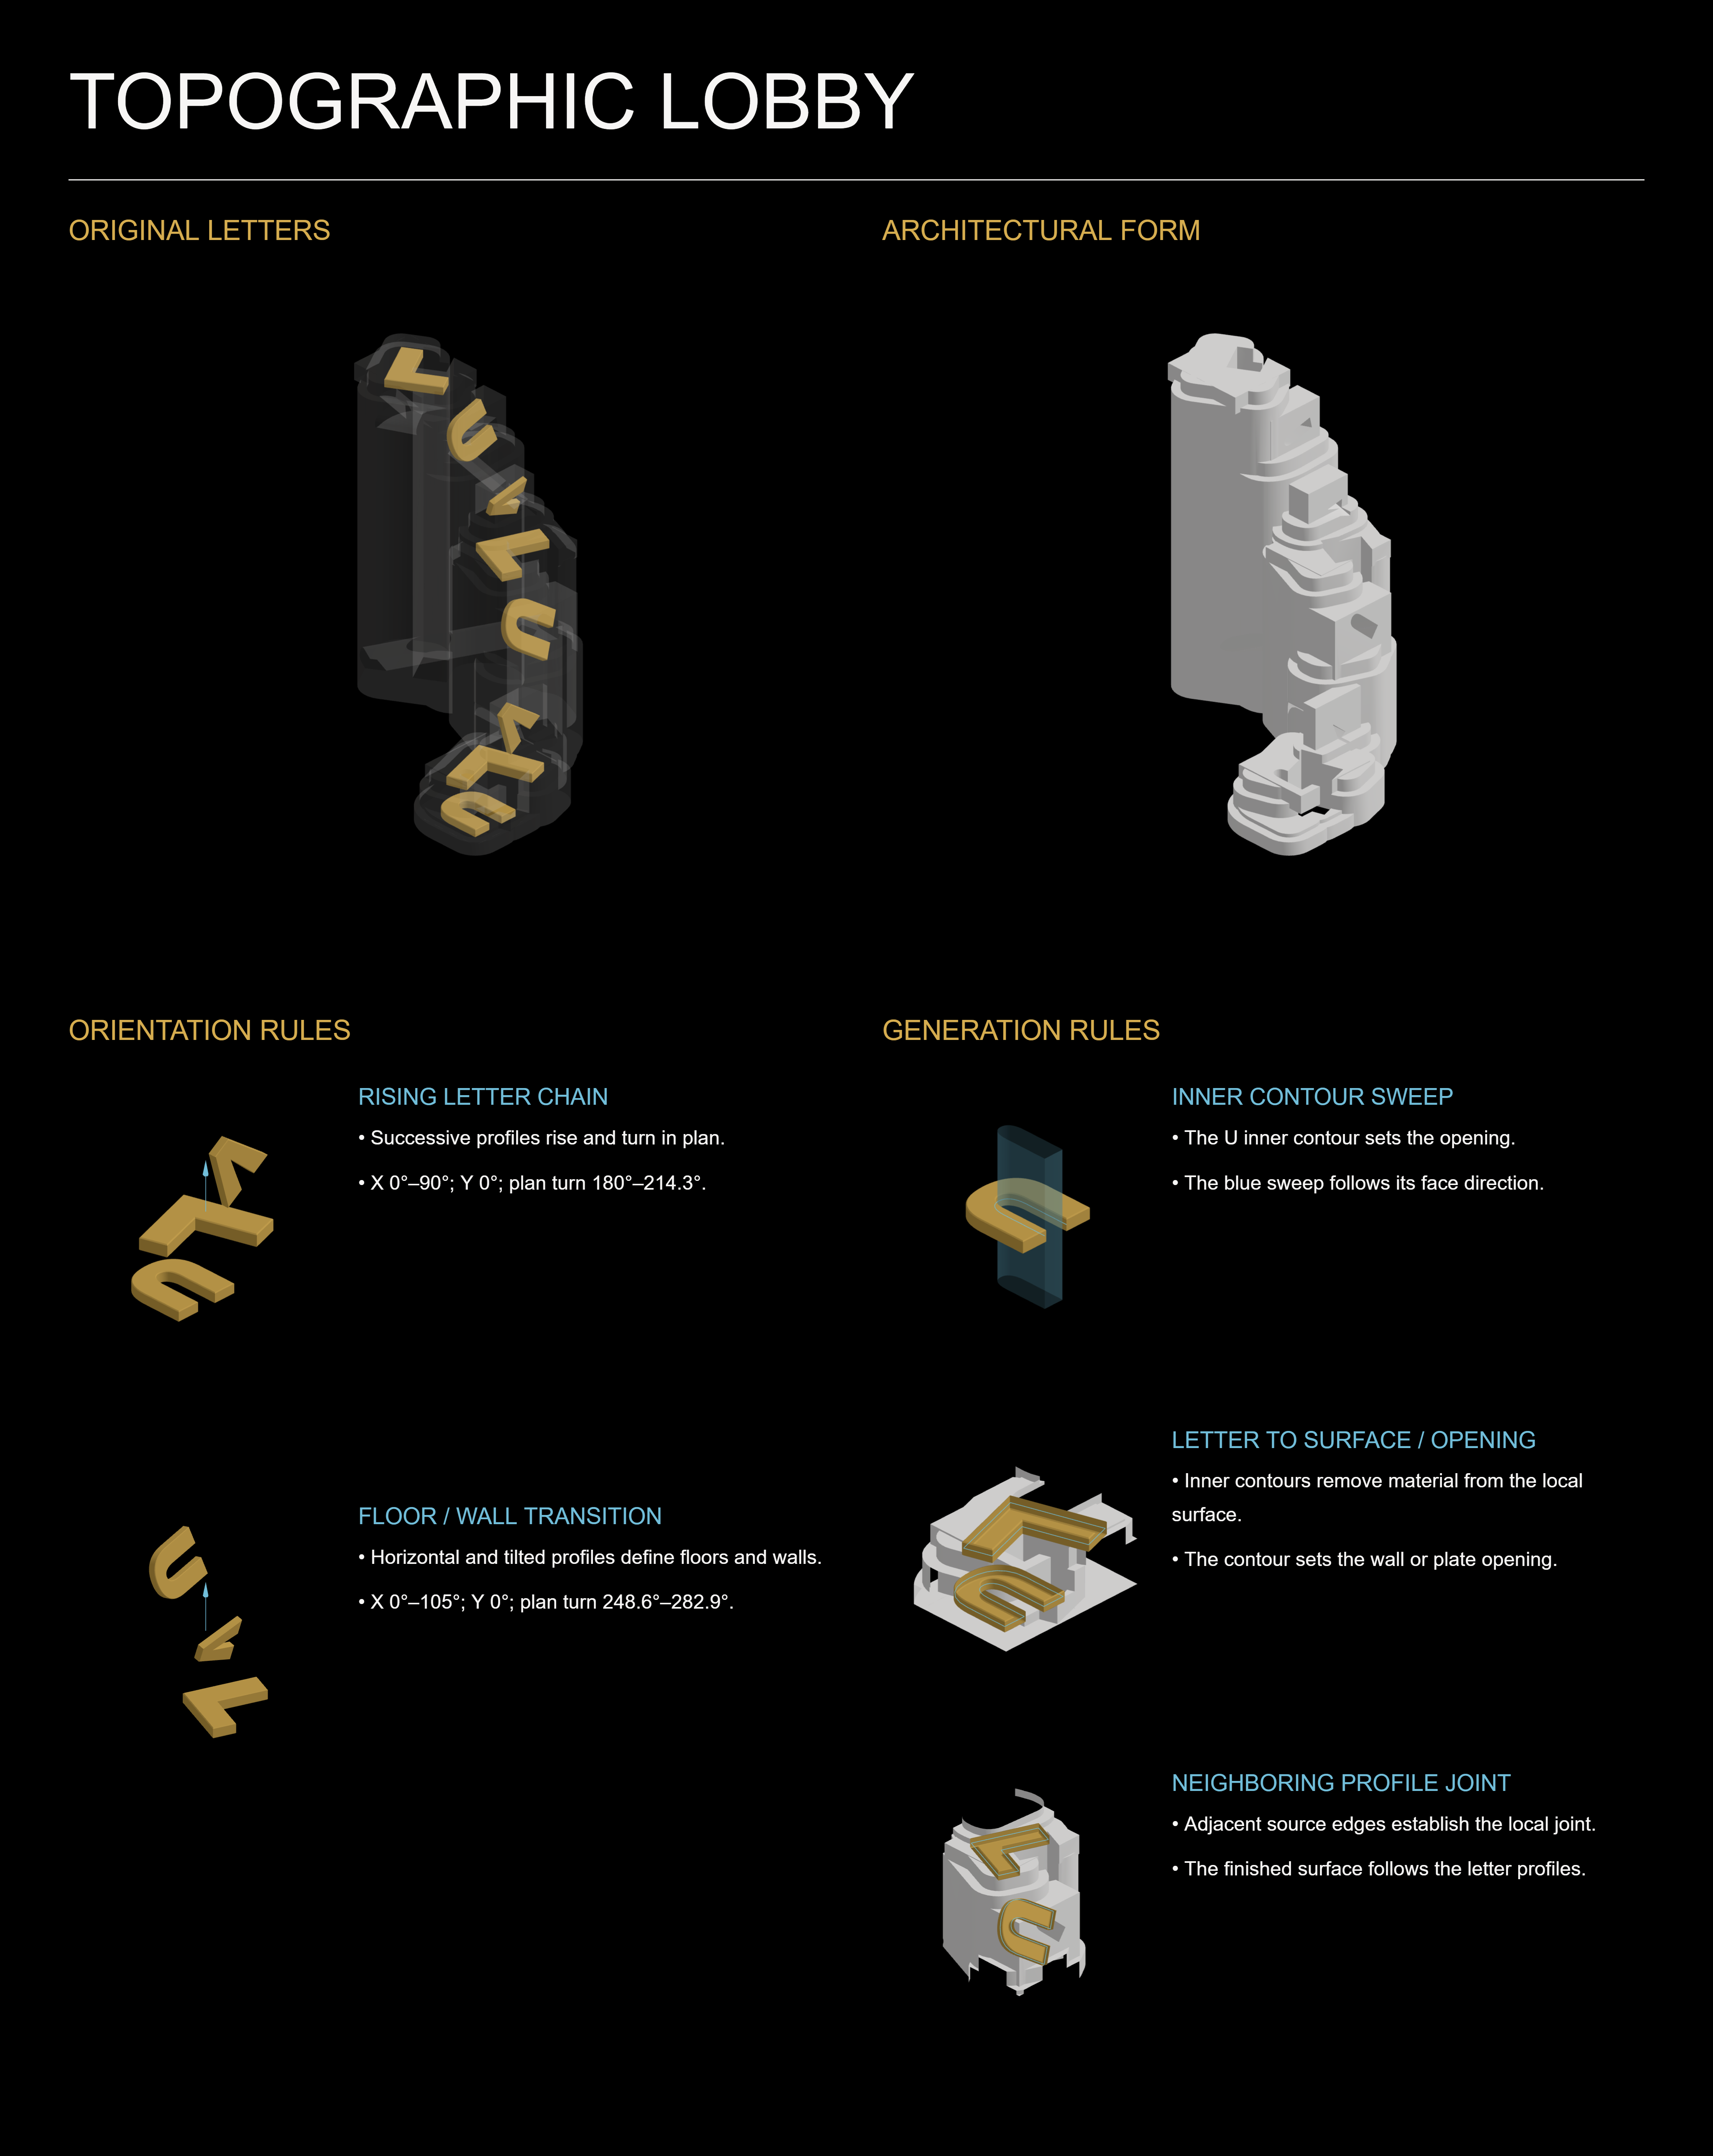 TOPOGRAPHIC LOBBY
ORIGINAL LETTERS
ARCHITECTURAL FORM
ORIENTATION RULES
RISING LETTER CHAIN
• Successive profiles rise and turn in plan.
• X 0°–90°; Y 0°; plan turn 180°–214.3°.
FLOOR / WALL TRANSITION
• Horizontal and tilted profiles define floors and walls.
• X 0°–105°; Y 0°; plan turn 248.6°–282.9°.
GENERATION RULES
INNER CONTOUR SWEEP
• The U inner contour sets the opening.
• The blue sweep follows its face direction.
LETTER TO SURFACE / OPENING
• Inner contours remove material from the local
surface.
• The contour sets the wall or plate opening.
NEIGHBORING PROFILE JOINT
• Adjacent source edges establish the local joint.
• The finished surface follows the letter profiles.